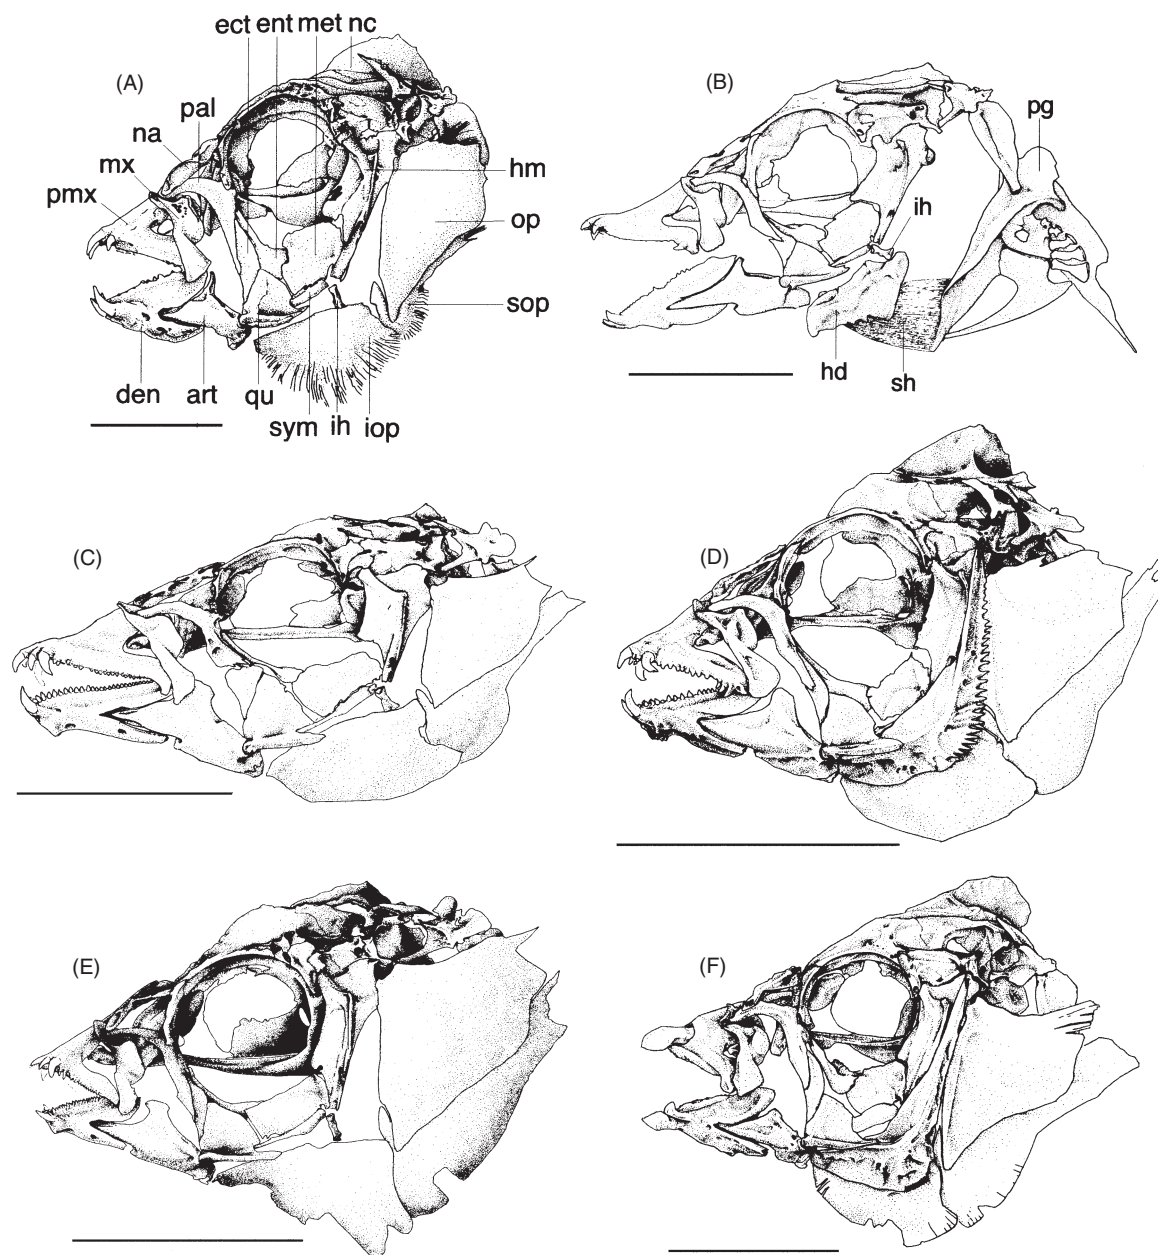 ect ent met nc
(A)
pal
na
mx
pmx
hm
op
sop
den art qu sym ih iop
(B)
pg
ih
hd
sh
(C)
(D)
(E)
(F)